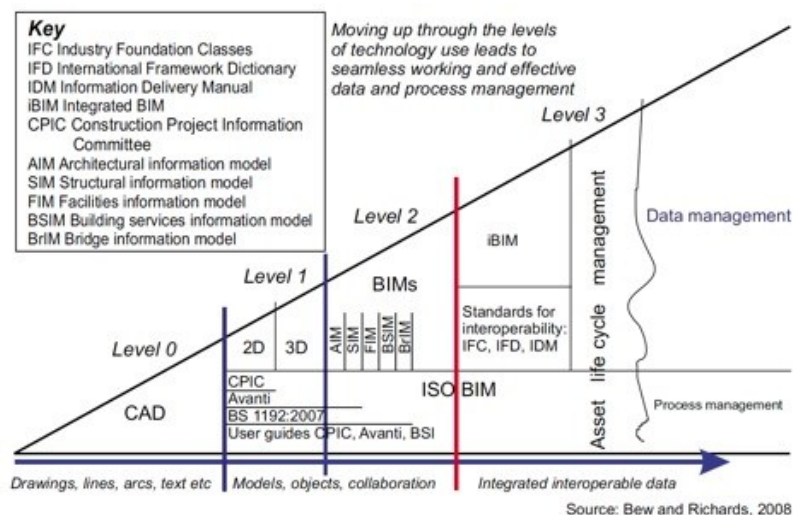 Key
IFC Industry Foundation Classes
IFD International Framework Dictionary
IDM Information Delivery Manual
iBIM Integrated BIM
CPIC Construction Project Information
Committee
AIM Architectural information model
SIM Structural information model
FIM Facilities information model
BSIM Building services information model
BrIM Bridge information model
Moving up through the levels
of technology use leads to
seamless working and effective
data and process management
Level 3
Level 2
Level 1
Level 0
Data management
iBIM
BIMs
Standards for
interoperability:
IFC, IFD, IDM
2D
3D
AIM
SIM
FIM
BSIM
BrIM
Asset life cycle management
CAD
CPIC
Avanti
BS 1192:2007
User guides CPIC, Avanti, BSI
ISO BIM
Process management
Drawings, lines, arcs, text etc
Models, objects, collaboration
Integrated interoperable data
Source: Bew and Richards, 2008